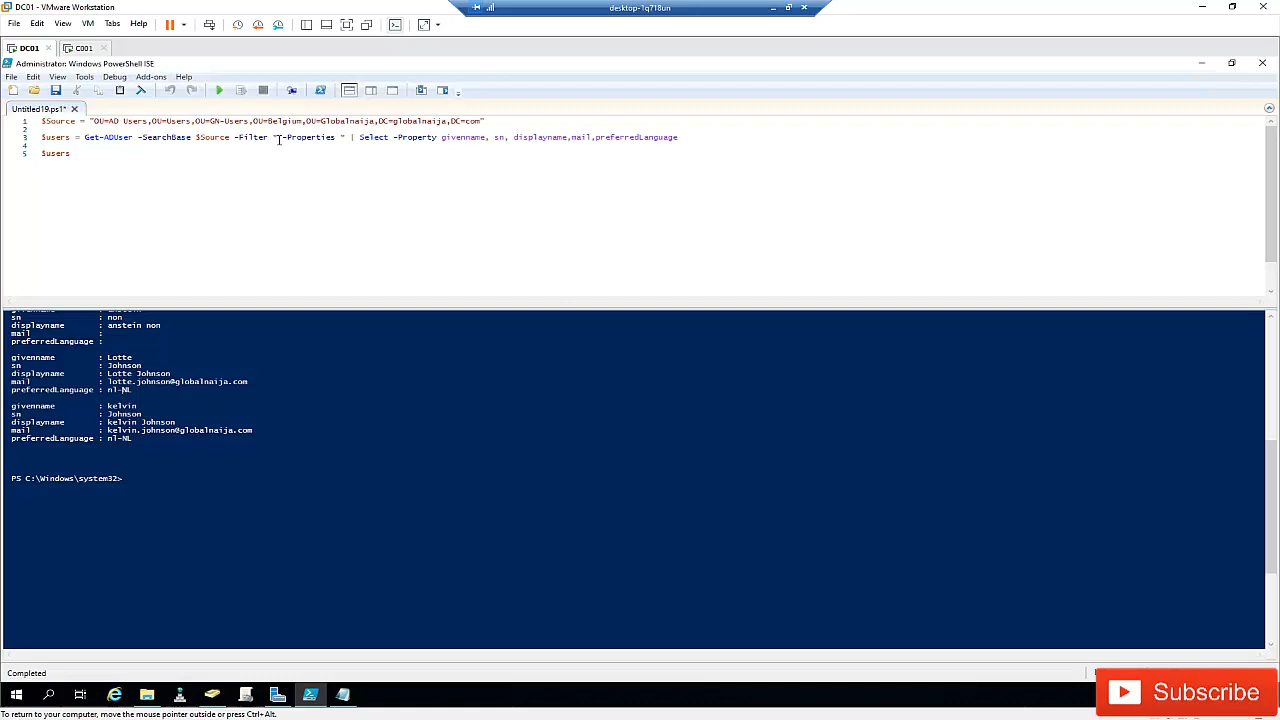 DC01 - VMware Workstation
desktop-1q718un
File Edit View VM Tabs Help
DC01
C001
Administrator: Windows PowerShell ISE
File Edit View Tools Debug Add-ons Help
Untitled19.ps1*
1 $Source = "OU=AD Users,OU=Users,OU=GN-Users,OU=Belgium,OU=Globalnaija,DC=globalnaija,DC=com"
2
3 $users = Get-ADUser -SearchBase $Source -Filter * -Properties * | Select -Property givenname, sn, displayname,mail,preferredLanguage
4
5 $users
sn : non
displayname : anstein non
mail :
preferredLanguage :
givenname : Lotte
sn : Johnson
displayname : Lotte Johnson
mail : lotte.johnson@globalnaija.com
preferredLanguage : nl-NL
givenname : kelvin
sn : Johnson
displayname : kelvin Johnson
mail : kelvin.johnson@globalnaija.com
preferredLanguage : nl-NL
PS C:\Windows\system32>
Completed
Subscribe
To return to your computer, move the mouse pointer outside or press Ctrl+Alt.